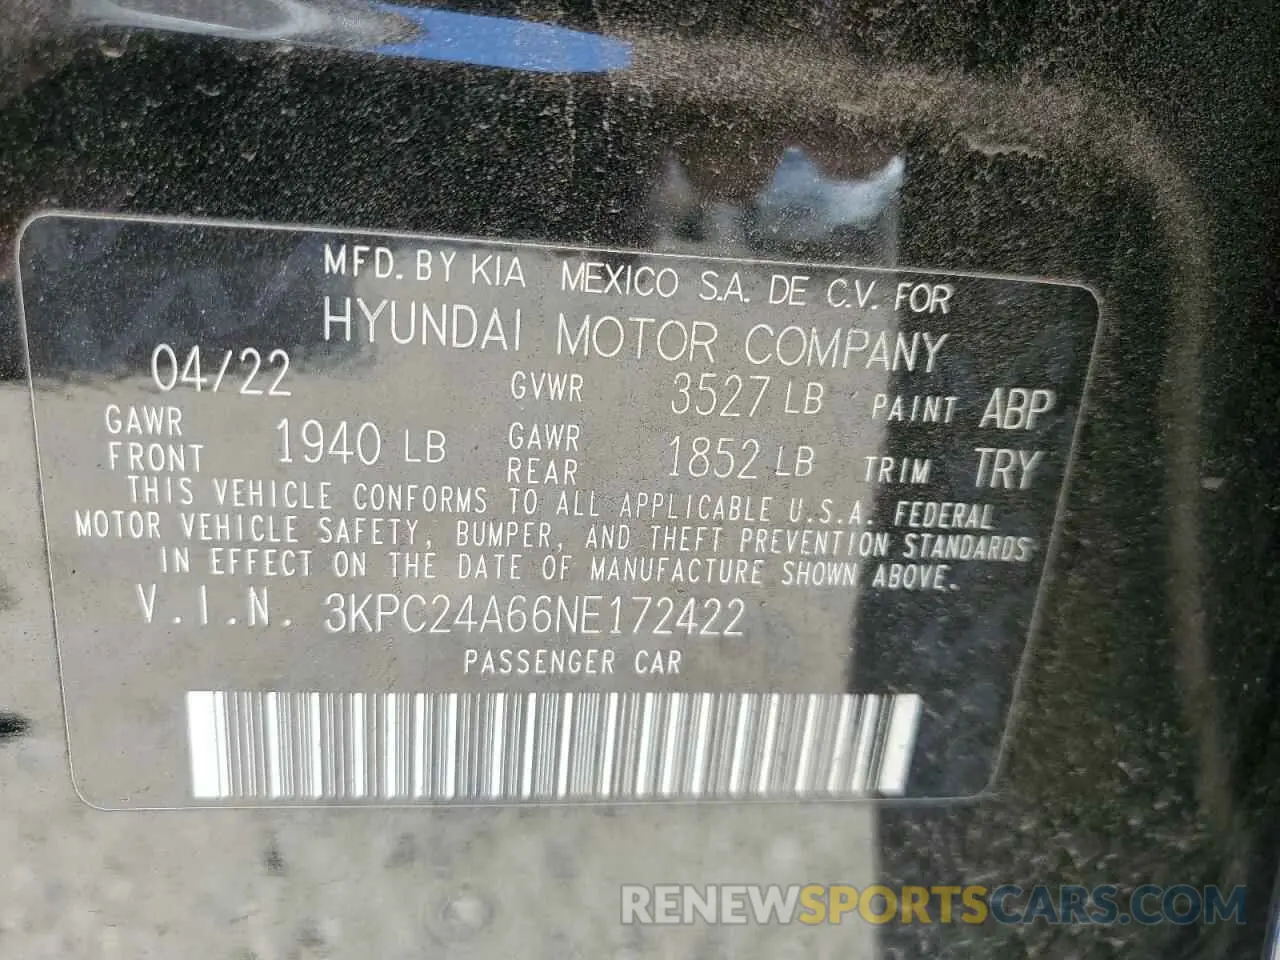 MFD. BY KIA MEXICO S.A. DE C.V. FOR
HYUNDAI MOTOR COMPANY
04/22 GVWR 3527 LB PAINT ABP
GAWR FRONT 1940 LB GAWR REAR 1852 LB TRIM TRY
THIS VEHICLE CONFORMS TO ALL APPLICABLE U.S.A. FEDERAL
MOTOR VEHICLE SAFETY, BUMPER, AND THEFT PREVENTION STANDARDS
IN EFFECT ON THE DATE OF MANUFACTURE SHOWN ABOVE.
V.I.N. 3KPC24A66NE172422
PASSENGER CAR
RENEWSPORTSCARS.COM